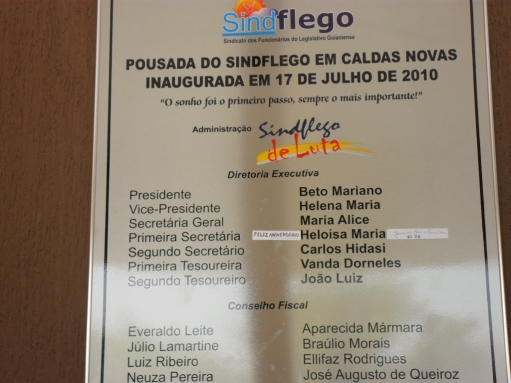 Sindflego
Sindicato dos Funcionários do Legislativo Goianiense
POUSADA DO SINDFLEGO EM CALDAS NOVAS
INAUGURADA EM 17 DE JULHO DE 2010
"O sonho foi o primeiro passo, sempre o mais importante!"
Administração Sindflego de Luta
Diretoria Executiva
Presidente Beto Mariano
Vice-Presidente Helena Maria
Secretária Geral Maria Alice
Primeira Secretária FELIZ ANIVERSÁRIO Heloisa Maria
Segundo Secretário Carlos Hidasi
Primeira Tesoureira Vanda Dorneles
Segundo Tesoureiro João Luiz
Conselho Fiscal
Everaldo Leite Aparecida Mármara
Júlio Lamartine Braúlio Morais
Luiz Ribeiro Ellifaz Rodrigues
Neuza Pereira José Augusto de Queiroz